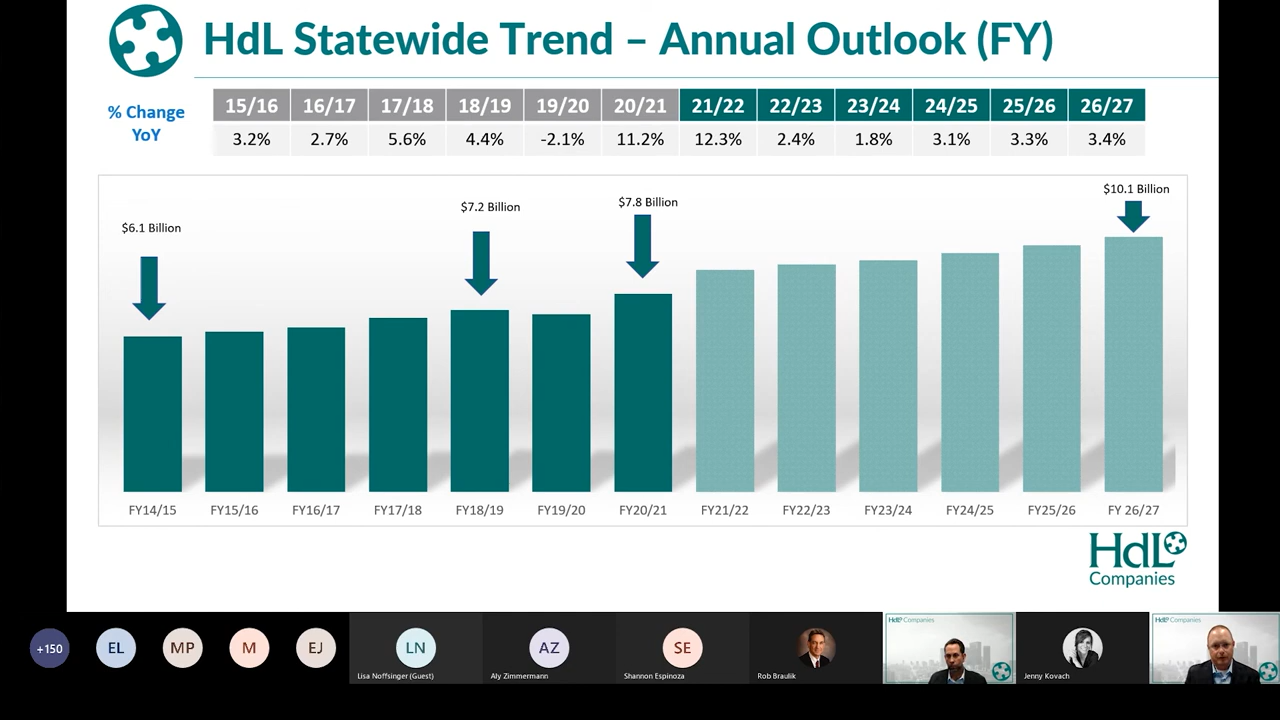 HdL Statewide Trend – Annual Outlook (FY)
% Change
YoY
15/16 16/17 17/18 18/19 19/20 20/21 21/22 22/23 23/24 24/25 25/26 26/27
3.2% 2.7% 5.6% 4.4% -2.1% 11.2% 12.3% 2.4% 1.8% 3.1% 3.3% 3.4%
$6.1 Billion
$7.2 Billion
$7.8 Billion
$10.1 Billion
FY14/15 FY15/16 FY16/17 FY17/18 FY18/19 FY19/20 FY20/21 FY21/22 FY22/23 FY23/24 FY24/25 FY25/26 FY 26/27
HdL
Companies
+150 EL MP M EJ LN AZ SE
HdL Companies
HdL Companies
Lisa Noffsinger (Guest) Aly Zimmermann Shannon Espinoza Rob Braulik Jenny Kovach